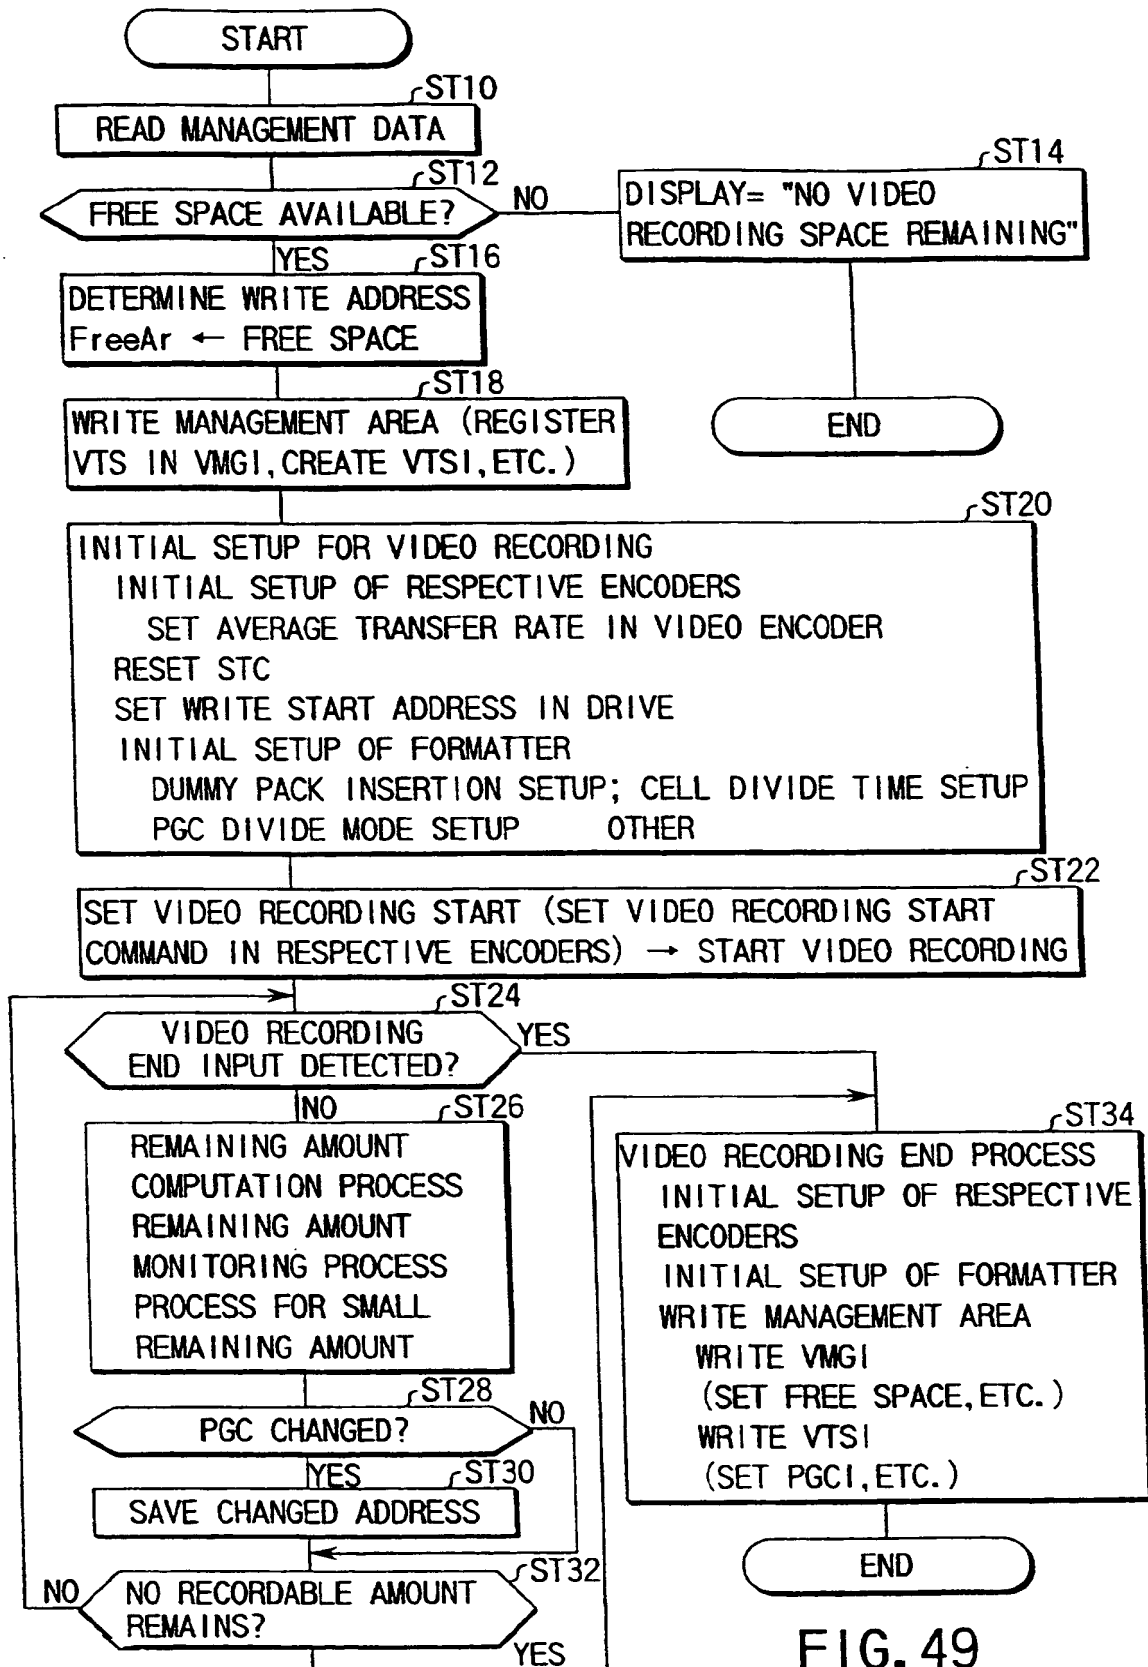 START
ST10
READ MANAGEMENT DATA
ST12
FREE SPACE AVAILABLE?
NO
ST14
DISPLAY= "NO VIDEO
RECORDING SPACE REMAINING"
END
YES
ST16
DETERMINE WRITE ADDRESS
FreeAr ← FREE SPACE
ST18
WRITE MANAGEMENT AREA (REGISTER
VTS IN VMGI, CREATE VTSI, ETC.)
ST20
INITIAL SETUP FOR VIDEO RECORDING
INITIAL SETUP OF RESPECTIVE ENCODERS
SET AVERAGE TRANSFER RATE IN VIDEO ENCODER
RESET STC
SET WRITE START ADDRESS IN DRIVE
INITIAL SETUP OF FORMATTER
DUMMY PACK INSERTION SETUP; CELL DIVIDE TIME SETUP
PGC DIVIDE MODE SETUP OTHER
ST22
SET VIDEO RECORDING START (SET VIDEO RECORDING START
COMMAND IN RESPECTIVE ENCODERS) → START VIDEO RECORDING
ST24
VIDEO RECORDING
END INPUT DETECTED?
YES
NO
ST26
REMAINING AMOUNT
COMPUTATION PROCESS
REMAINING AMOUNT
MONITORING PROCESS
PROCESS FOR SMALL
REMAINING AMOUNT
ST28
PGC CHANGED?
NO
YES
ST30
SAVE CHANGED ADDRESS
ST32
NO
NO RECORDABLE AMOUNT
REMAINS?
YES
ST34
VIDEO RECORDING END PROCESS
INITIAL SETUP OF RESPECTIVE
ENCODERS
INITIAL SETUP OF FORMATTER
WRITE MANAGEMENT AREA
WRITE VMGI
(SET FREE SPACE, ETC.)
WRITE VTSI
(SET PGCI, ETC.)
END
FIG. 49